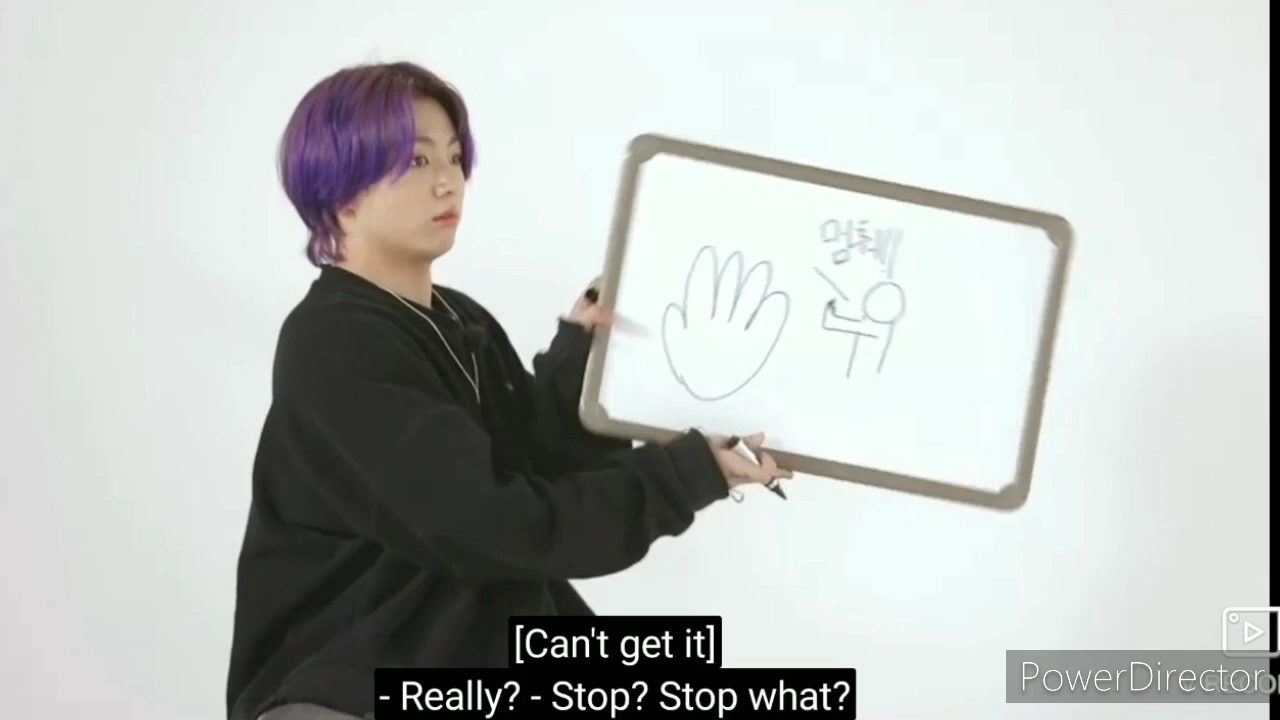 멈춰!!
[Can't get it]
- Really? - Stop? Stop what?
PowerDirector